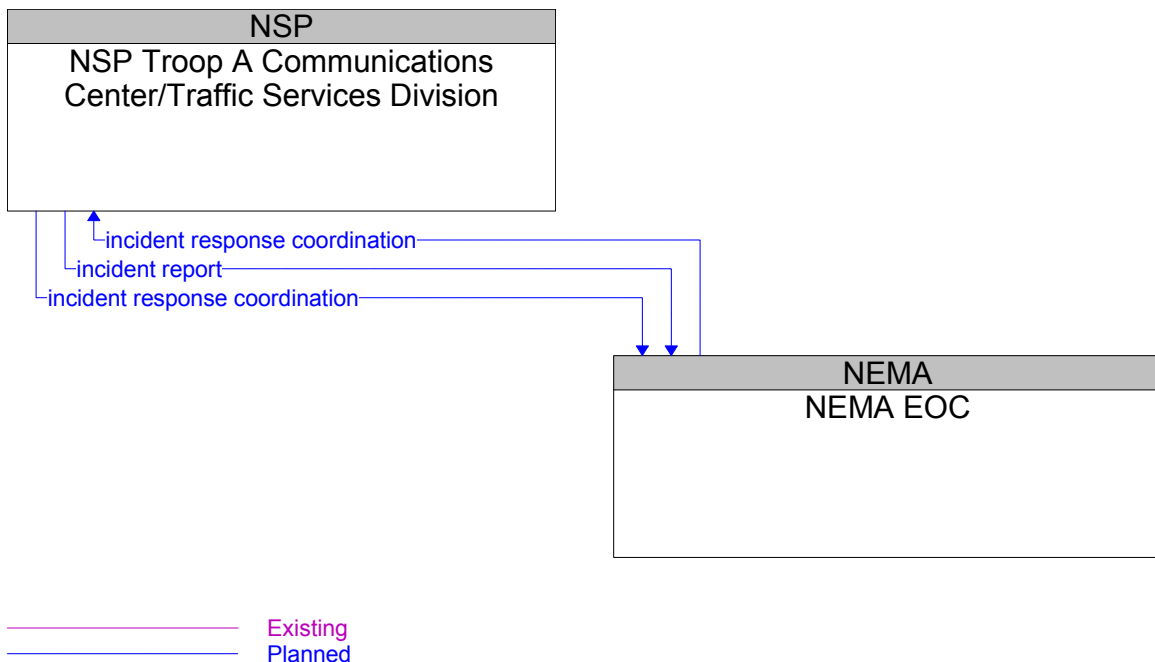 NSP
NSP Troop A Communications
Center/Traffic Services Division
incident response coordination
incident report
incident response coordination
NEMA
NEMA EOC
Existing
Planned